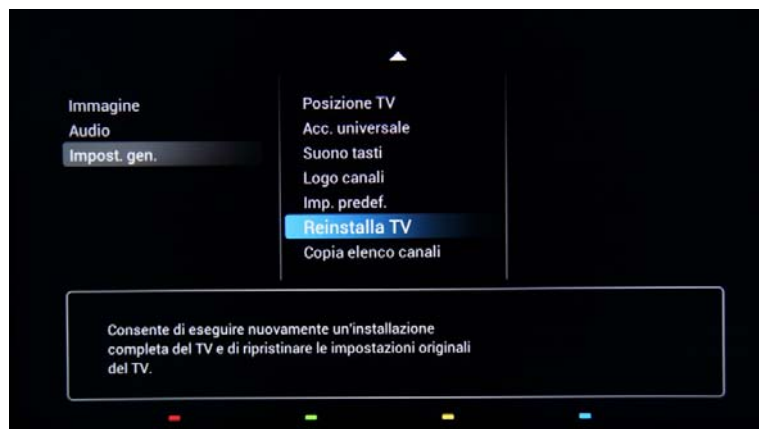 Immagine
Audio
Impost. gen.
Posizione TV
Acc. universale
Suono tasti
Logo canali
Imp. predef.
Reinstalla TV
Copia elenco canali
Consente di eseguire nuovamente un'installazione
completa del TV e di ripristinare le impostazioni originali
del TV.